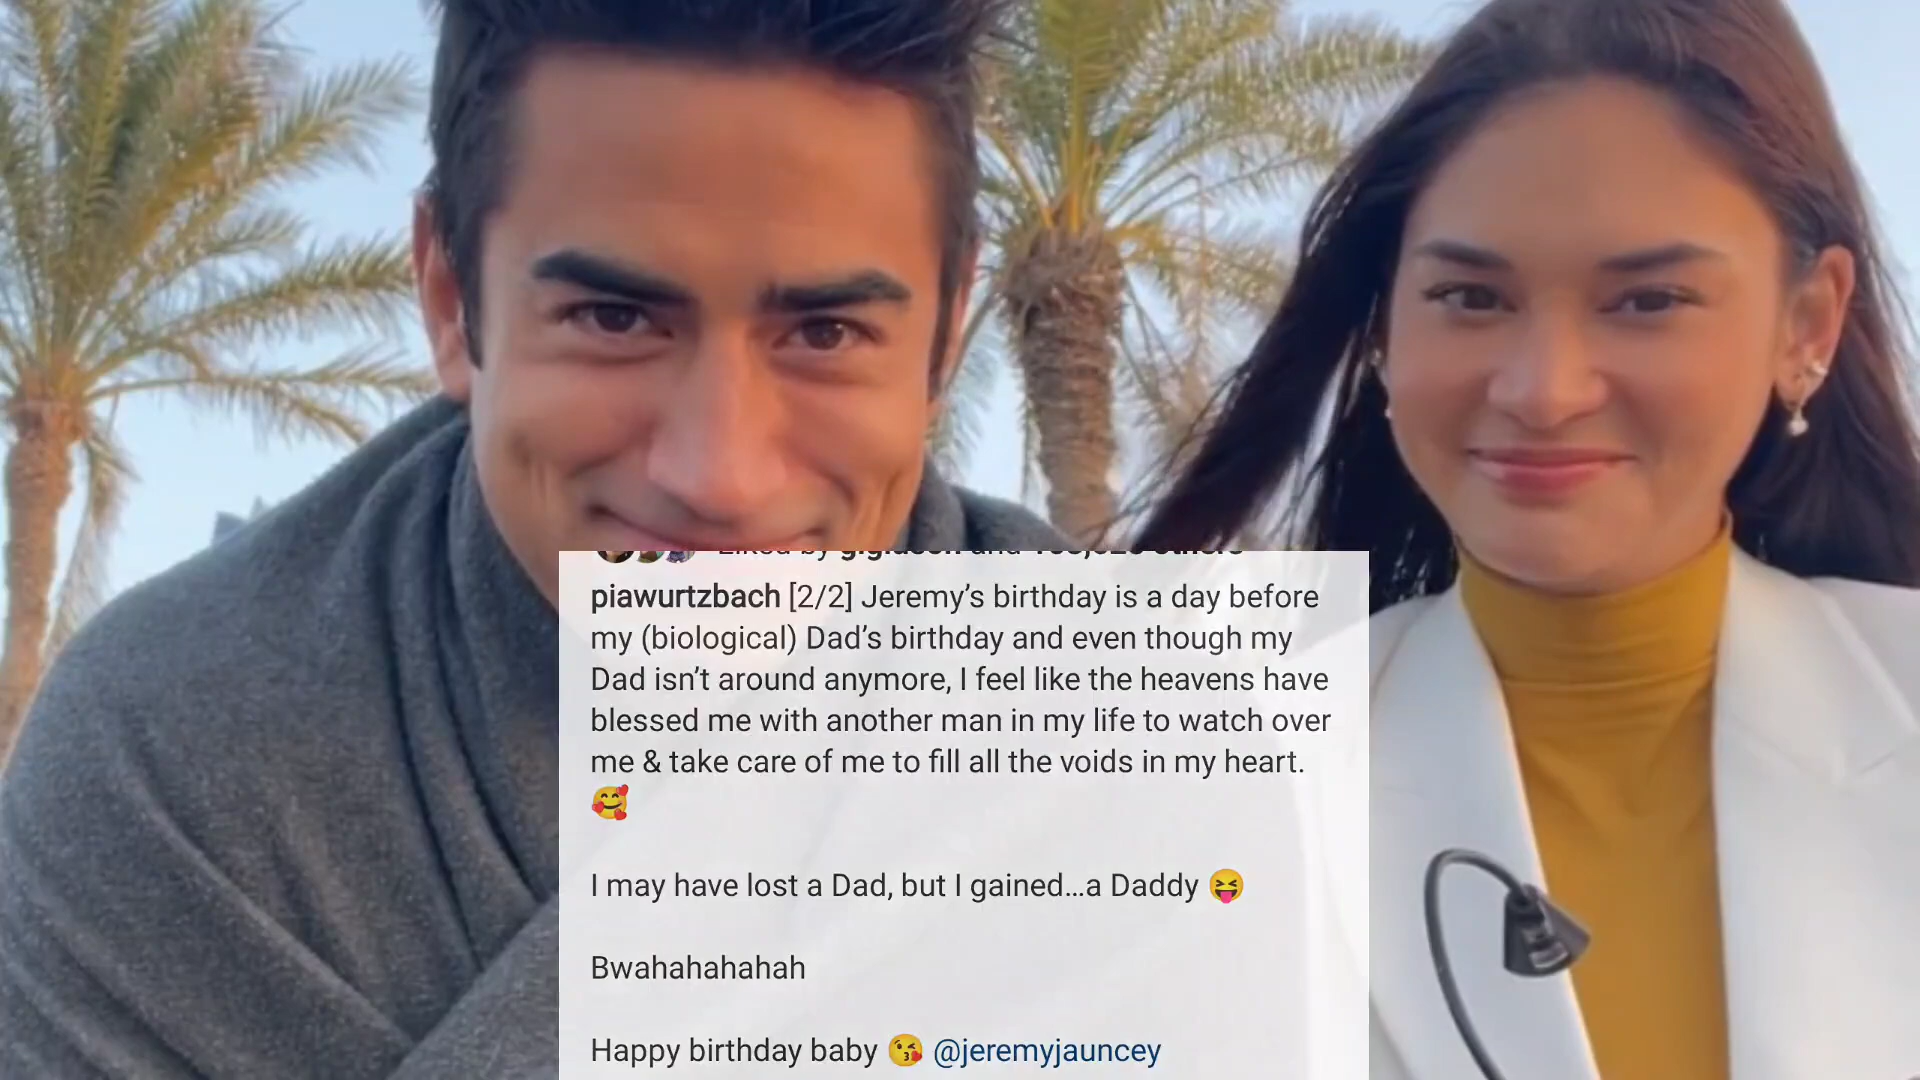 piawurtzbach [2/2] Jeremy’s birthday is a day before
my (biological) Dad’s birthday and even though my
Dad isn’t around anymore, I feel like the heavens have
blessed me with another man in my life to watch over
me & take care of me to fill all the voids in my heart.
🥰
I may have lost a Dad, but I gained...a Daddy 😝
Bwahahahahah
Happy birthday baby 😘 @jeremyjauncey